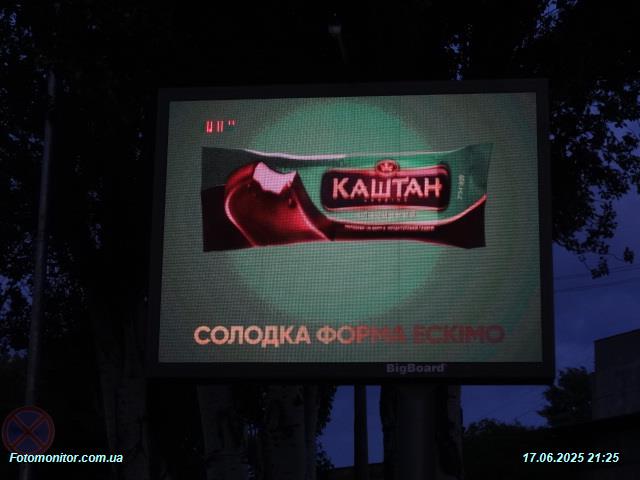 КАШТАН
СОЛОДКА ФОРМА ЕСКІМО
BigBoard
Fotomonitor.com.ua
17.06.2025 21:25